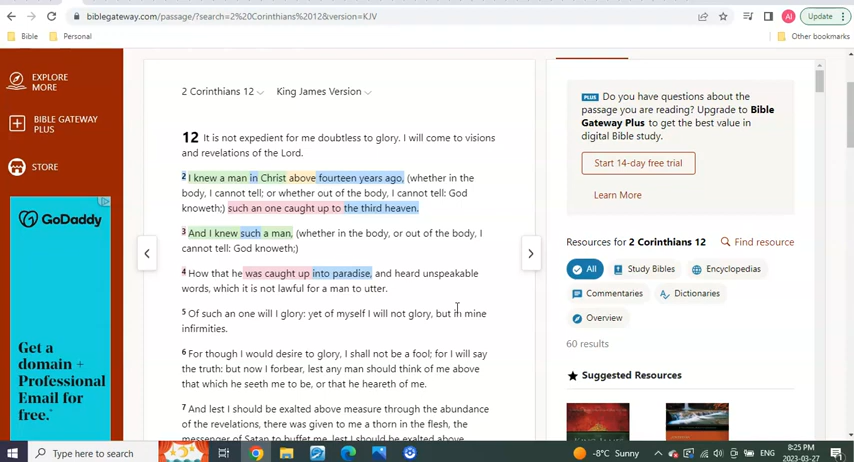 biblegateway.com/passage/?search=2%20Corinthians%2012&version=KJV
AI
Update
Bible
Personal
Other bookmarks
EXPLORE
MORE
BIBLE GATEWAY
PLUS
STORE
GoDaddy
Get a
domain +
Professional
Email for
free.*
2 Corinthians 12
King James Version
12 It is not expedient for me doubtless to glory. I will come to visions
and revelations of the Lord.
2 I knew a man in Christ above fourteen years ago, (whether in the
body, I cannot tell; or whether out of the body, I cannot tell: God
knoweth;) such an one caught up to the third heaven.
3 And I knew such a man, (whether in the body, or out of the body, I
cannot tell: God knoweth;)
4 How that he was caught up into paradise, and heard unspeakable
words, which it is not lawful for a man to utter.
5 Of such an one will I glory: yet of myself I will not glory, but in mine
infirmities.
6 For though I would desire to glory, I shall not be a fool; for I will say
the truth: but now I forbear, lest any man should think of me above
that which he seeth me to be, or that he heareth of me.
7 And lest I should be exalted above measure through the abundance
of the revelations, there was given to me a thorn in the flesh, the
messenger of Satan to buffet me, lest I should be exalted above
PLUS Do you have questions about the
passage you are reading? Upgrade to Bible
Gateway Plus to get the best value in
digital Bible study.
Start 14-day free trial
Learn More
Resources for 2 Corinthians 12
Find resource
All
Study Bibles
Encyclopedias
Commentaries
Dictionaries
Overview
60 results
Suggested Resources
Type here to search
-8°C Sunny
ENG
8:25 PM
2023-03-27